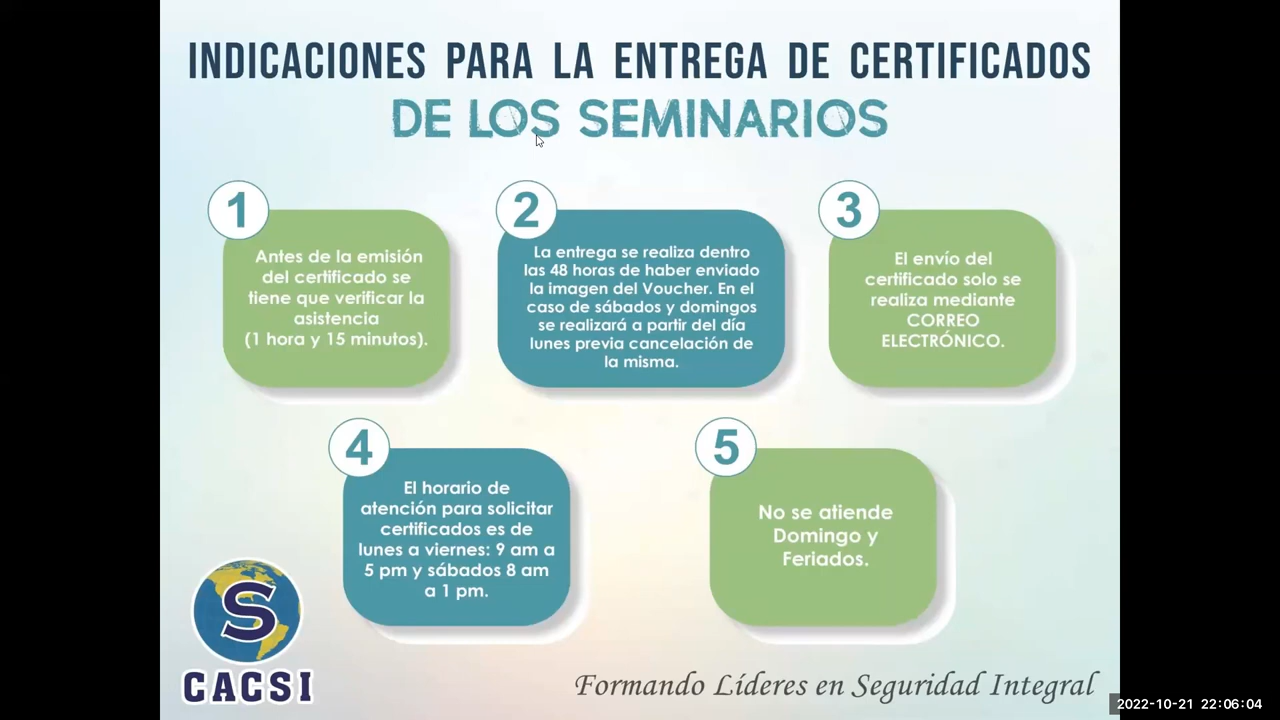 INDICACIONES PARA LA ENTREGA DE CERTIFICADOS
DE LOS SEMINARIOS
1
Antes de la emisión
del certificado se
tiene que verificar la
asistencia
(1 hora y 15 minutos).
2
La entrega se realiza dentro
las 48 horas de haber enviado
la imagen del Voucher. En el
caso de sábados y domingos
se realizará a partir del día
lunes previa cancelación de
la misma.
3
El envío del
certificado solo se
realiza mediante
CORREO
ELECTRÓNICO.
4
El horario de
atención para solicitar
certificados es de
lunes a viernes: 9 am a
5 pm y sábados 8 am
a 1 pm.
5
No se atiende
Domingo y
Feriados.
S
CACSI
Formando Líderes en Seguridad Integral
2022-10-21 22:06:04